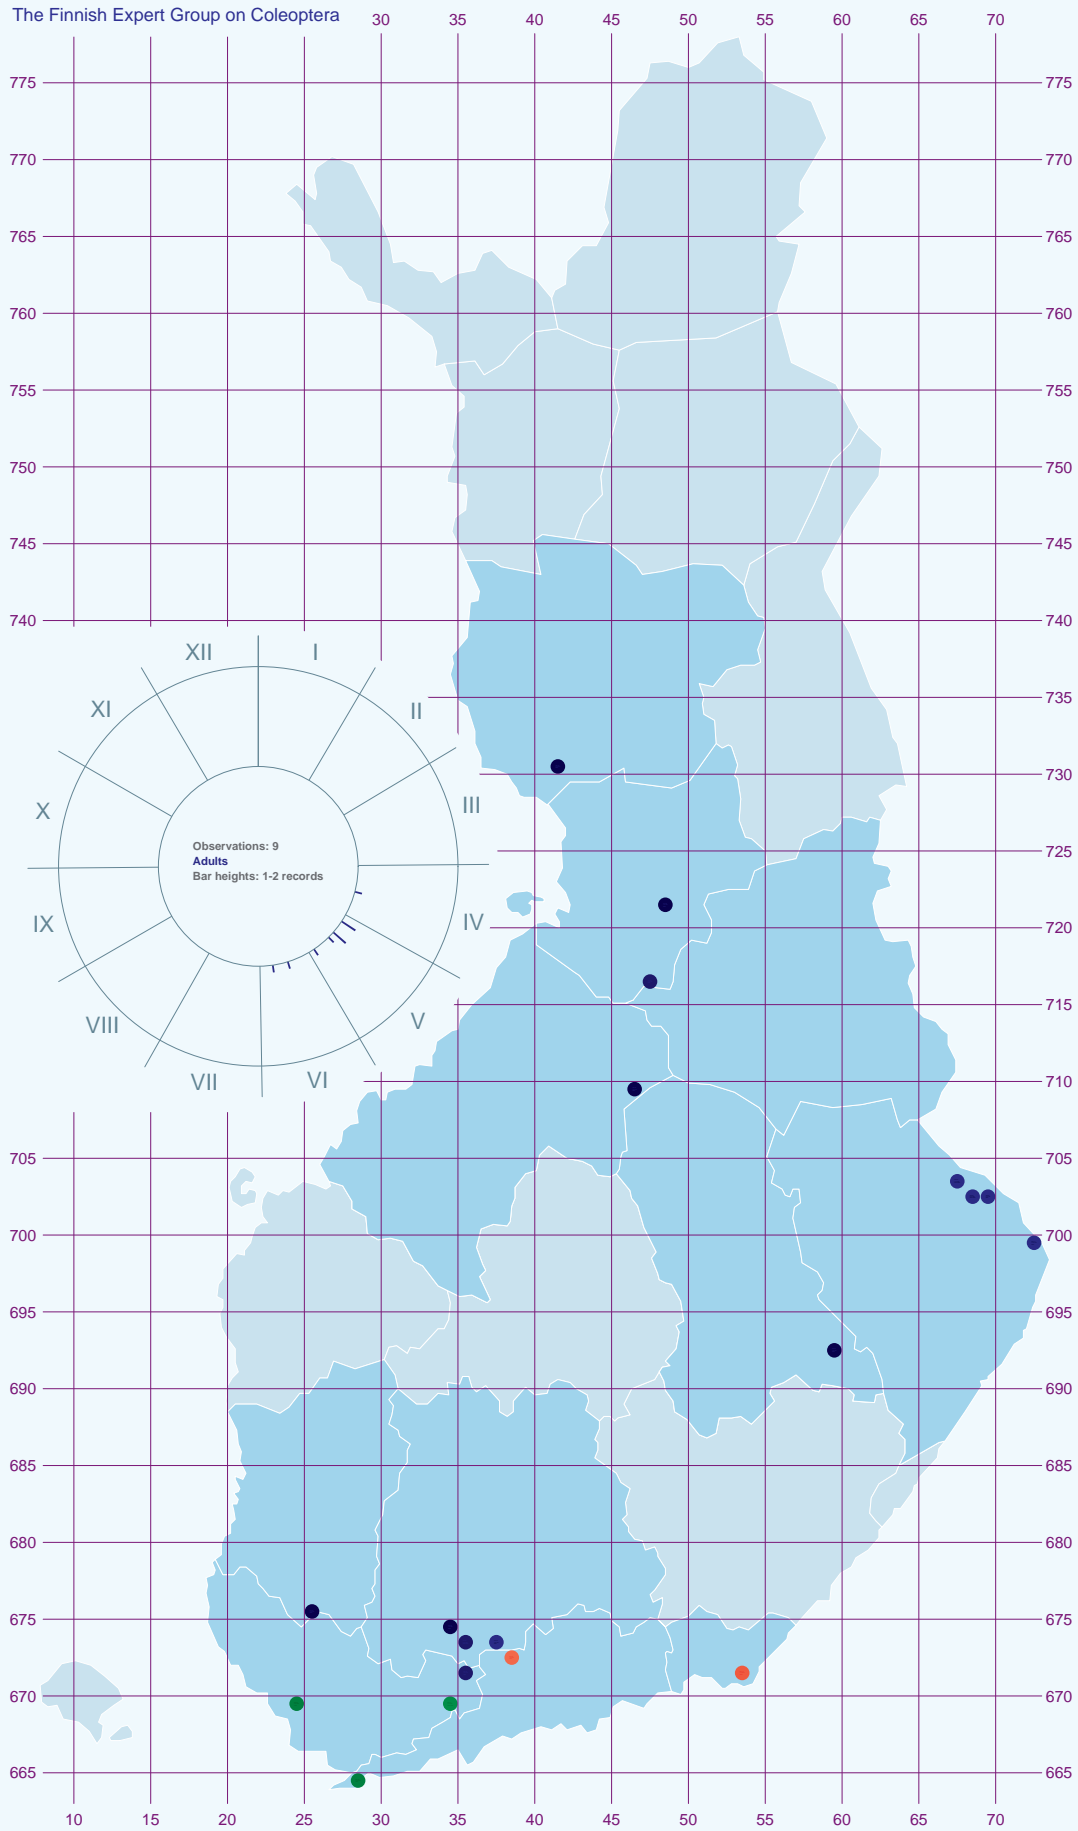 The Finnish Expert Group on Coleoptera
30 35 40 45 50 55 60 65 70
775 775
770 770
765 765
760 760
755 755
750 750
745 745
740 740
XII I
XI II
735
730
X III
725
Observations: 9
Adults
Bar heights: 1-2 records
IX IV
720
715
VIII V
VII VI
710
705 705
700 700
695 695
690 690
685 685
680 680
675 675
670 670
665 665
10 15 20 25 30 35 40 45 50 55 60 65 70